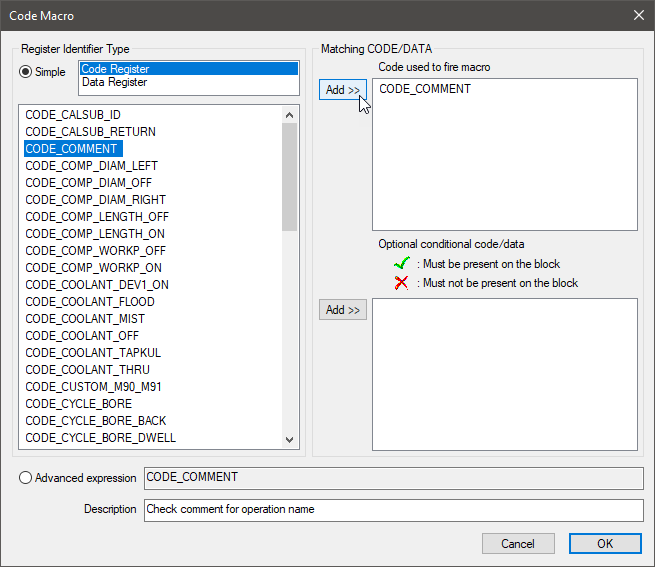 Code Macro
Register Identifier Type
Simple
Code Register
Data Register
CODE_CALSUB_ID
CODE_CALSUB_RETURN
CODE_COMMENT
CODE_COMP_DIAM_LEFT
CODE_COMP_DIAM_OFF
CODE_COMP_DIAM_RIGHT
CODE_COMP_LENGTH_OFF
CODE_COMP_LENGTH_ON
CODE_COMP_WORKP_OFF
CODE_COMP_WORKP_ON
CODE_COOLANT_DEV1_ON
CODE_COOLANT_FLOOD
CODE_COOLANT_MIST
CODE_COOLANT_OFF
CODE_COOLANT_TAPKUL
CODE_COOLANT_THRU
CODE_CUSTOM_M90_M91
CODE_CYCLE_BORE
CODE_CYCLE_BORE_BACK
CODE_CYCLE_BORE_DWELL
Matching CODE/DATA
Code used to fire macro
Add >>
CODE_COMMENT
Optional conditional code/data
: Must be present on the block
: Must not be present on the block
Add >>
Advanced expression
CODE_COMMENT
Description
Check comment for operation name
Cancel
OK